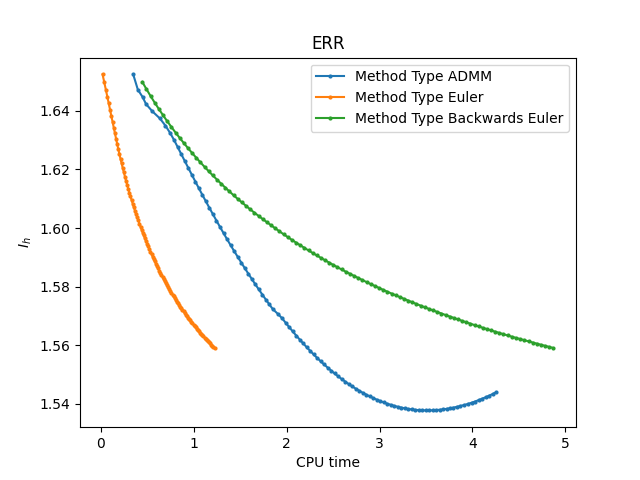 ERR
Method Type ADMM
Method Type Euler
Method Type Backwards Euler
1.64
1.62
1.60
1.58
1.56
1.54
I_h
0 1 2 3 4 5
CPU time